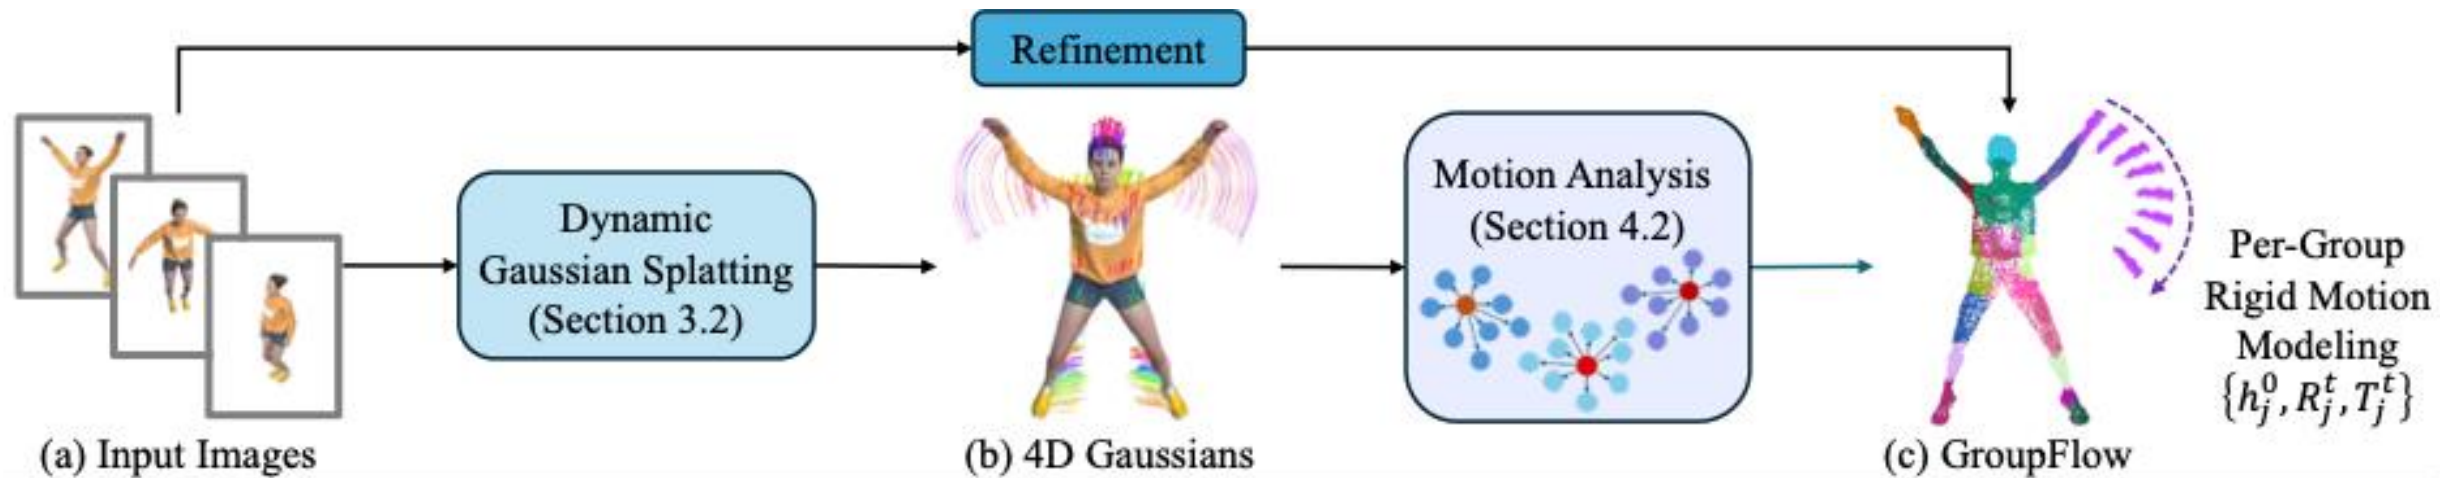 Refinement
Dynamic
Gaussian Splatting
(Section 3.2)
Motion Analysis
(Section 4.2)
Per-Group
Rigid Motion
Modeling
{h_j^0, R_j^t, T_j^t}
(a) Input Images
(b) 4D Gaussians
(c) GroupFlow